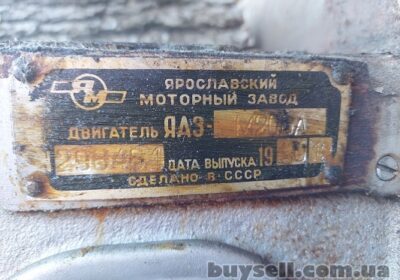 ЯМ
ЯРОСЛАВСКИЙ
МОТОРНЫЙ ЗАВОД
ДВИГАТЕЛЬ ЯАЗ-
ДАТА ВЫПУСКА 19
СДЕЛАНО В СССР
buysell.com.ua